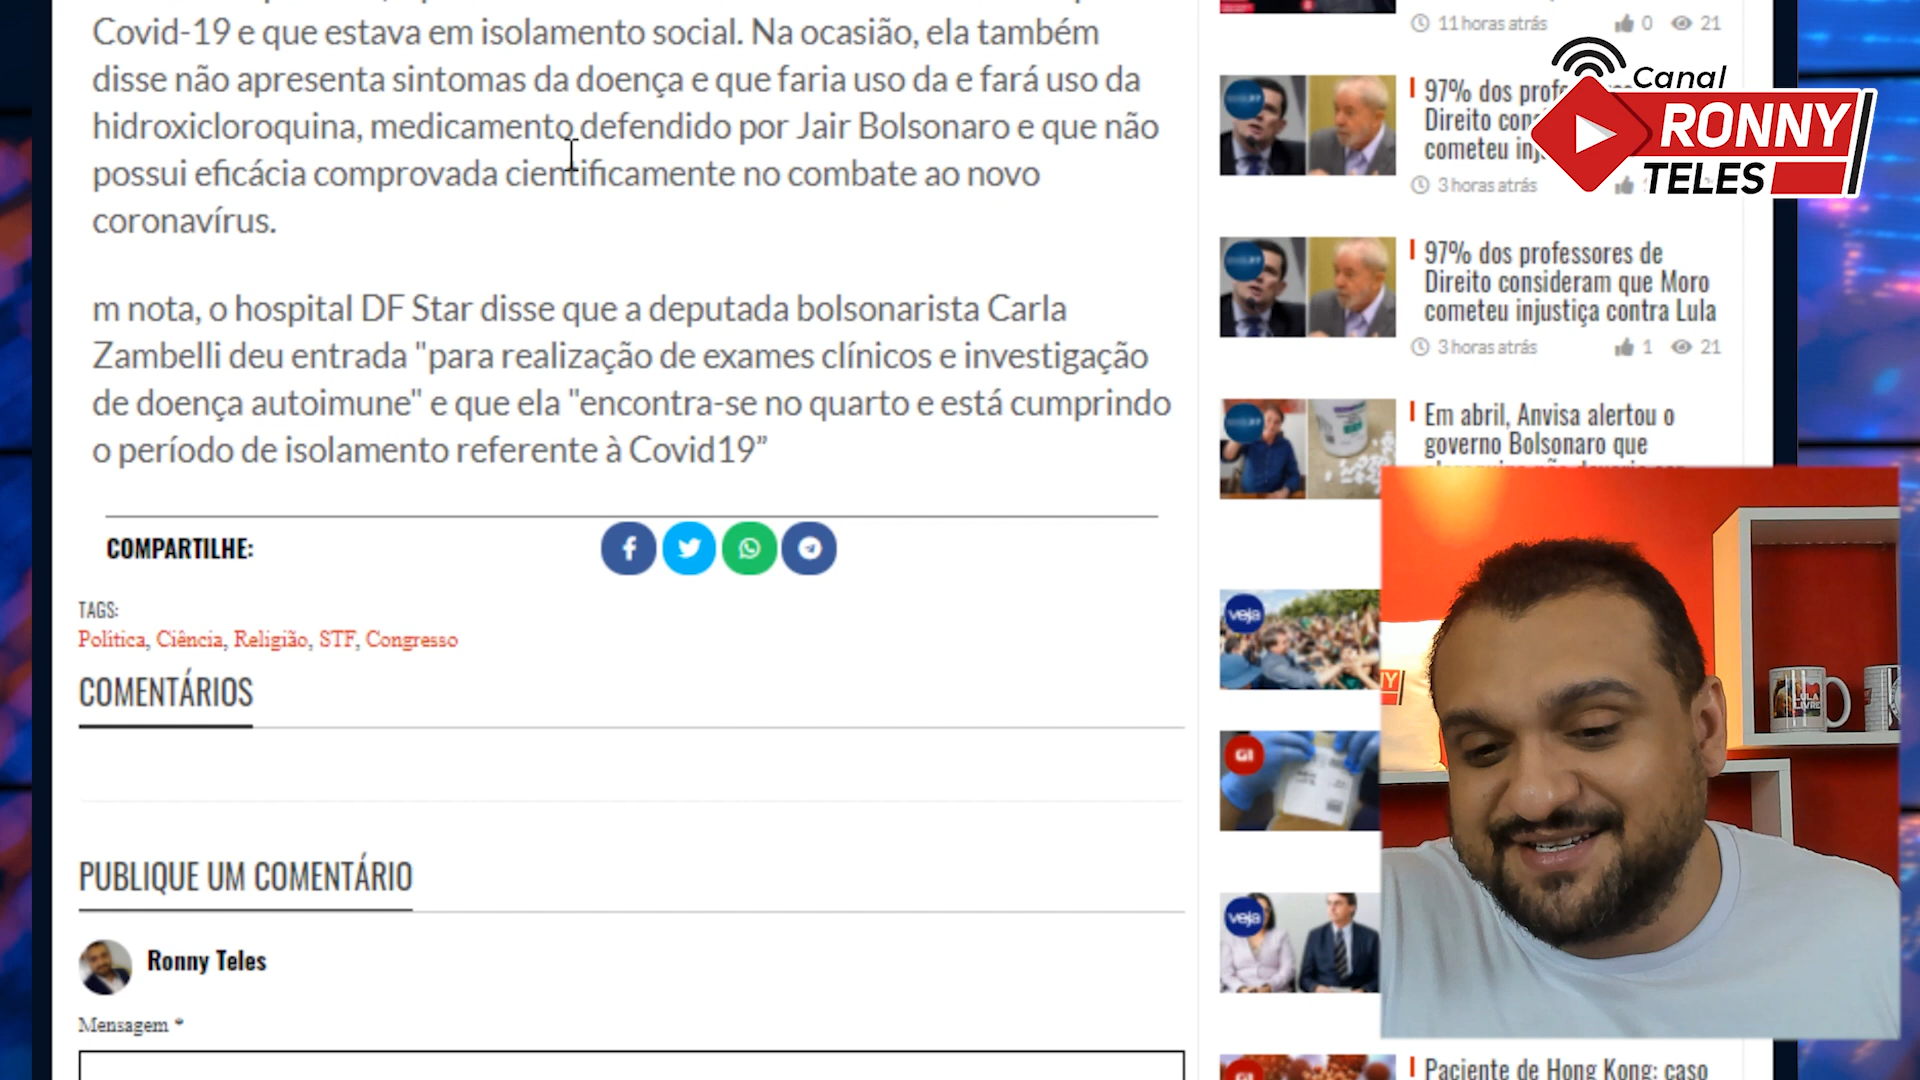 Covid-19 e que estava em isolamento social. Na ocasião, ela também
disse não apresenta sintomas da doença e que faria uso da e fará uso da
hidroxicloroquina, medicamento defendido por Jair Bolsonaro e que não
possui eficácia comprovada cientificamente no combate ao novo
coronavírus.
m nota, o hospital DF Star disse que a deputada bolsonarista Carla
Zambelli deu entrada "para realização de exames clínicos e investigação
de doença autoimune" e que ela "encontra-se no quarto e está cumprindo
o período de isolamento referente à Covid19”
COMPARTILHE:
TAGS:
Política, Ciência, Religião, STF, Congresso
COMENTÁRIOS
PUBLIQUE UM COMENTÁRIO
Ronny Teles
Mensagem *
11 horas atrás 0 21
97% dos
Direito
cometeu
3 horas atrás
Canal
RONNY
TELES
97% dos professores de
Direito consideram que Moro
cometeu injustiça contra Lula
3 horas atrás 1 21
Em abril, Anvisa alertou o
governo Bolsonaro que
veja
G1
veja
LULA
LIVRE
G1
Paciente de Hong Kong: caso